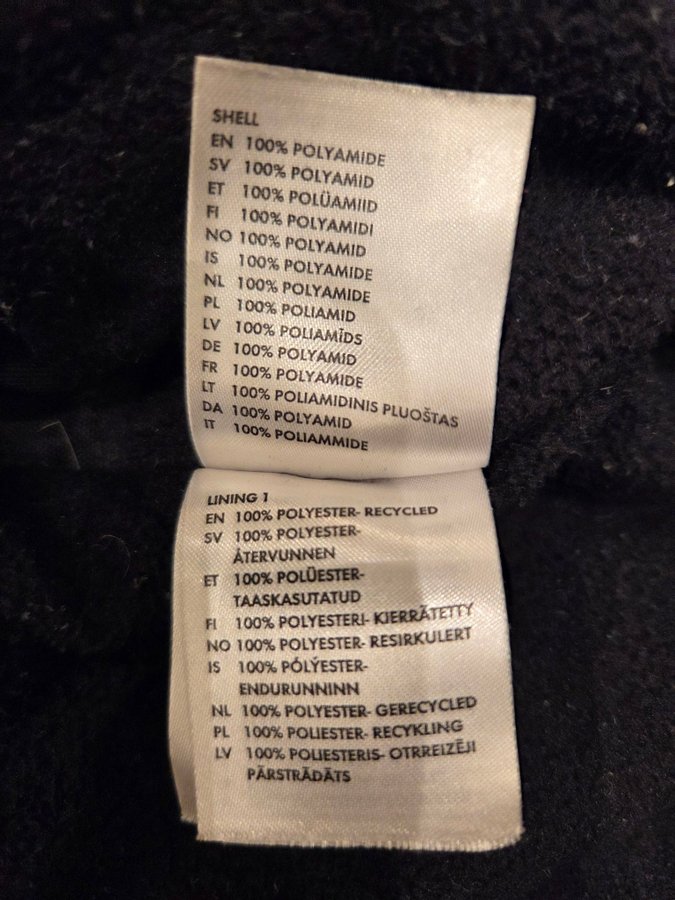 SHELL
EN 100% POLYAMIDE
SV 100% POLYAMID
ET 100% POLÜAMIID
FI 100% POLYAMIDI
NO 100% POLYAMID
IS 100% POLYAMIDE
NL 100% POLYAMIDE
PL 100% POLIAMID
LV 100% POLIAMĪDS
DE 100% POLYAMID
FR 100% POLYAMIDE
LT 100% POLIAMIDINIS PLUOŠTAS
DA 100% POLYAMID
IT 100% POLIAMMIDE
LINING 1
EN 100% POLYESTER- RECYCLED
SV 100% POLYESTER-
ÅTERVUNNEN
ET 100% POLÜESTER-
TAASKASUTATUD
FI 100% POLYESTERI- KIERRÄTETTY
NO 100% POLYESTER- RESIRKULERT
IS 100% PÓLÝESTER-
ENDURUNNINN
NL 100% POLYESTER- GERECYCLED
PL 100% POLIESTER- RECYKLING
LV 100% POLIESTERIS- OTRREIZĒJI
PĀRSTRĀDĀTS